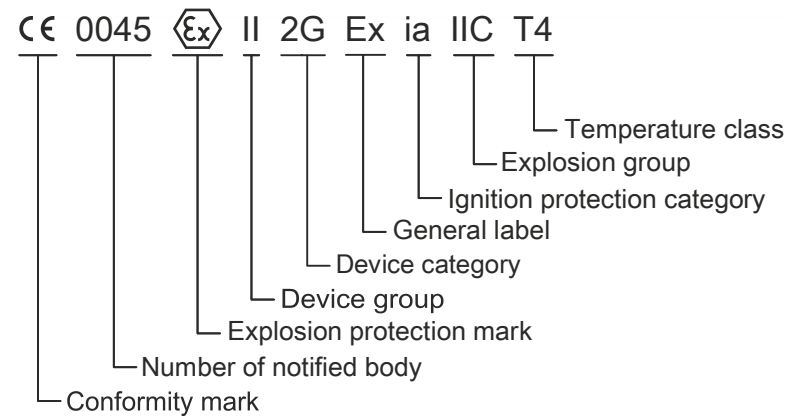 CE 0045 Ex II 2G Ex ia IIC T4
Temperature class
Explosion group
Ignition protection category
General label
Device category
Device group
Explosion protection mark
Number of notified body
Conformity mark